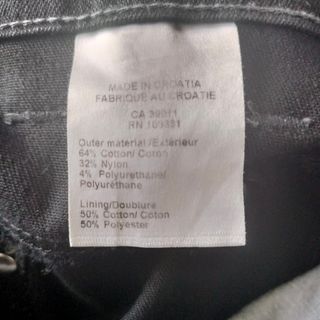 MADE IN CROATIA
FABRIQUE AU CROATIE
CA 39011
RN 109381
Outer material/Extérieur
64% Cotton/ Coton
32% Nylon
4% Polyurethane/
Polyuréthane
Lining/Doublure
50% Cotton/ Coton
50% Polyester